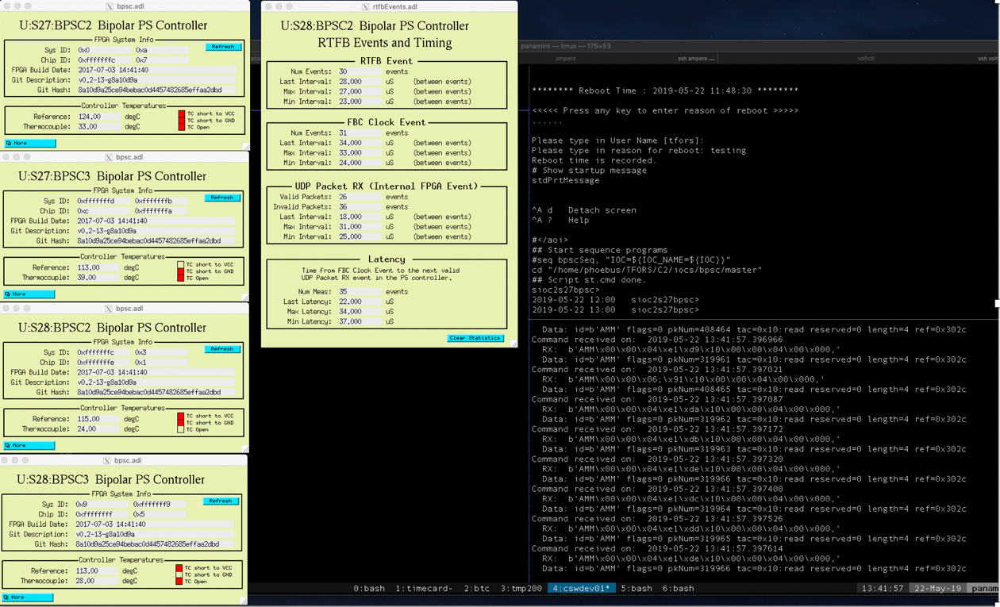 bpsc.adl
U:S27:BPSC2 Bipolar PS Controller
FPGA System Info
Sys ID: 0x0 0xa Refresh
Chip ID: 0xfffffffc 0x7
FPGA Build Date: 2017-07-03 14:41:40
Git Description: v0.2-13-g8a10d9a
Git Hash: 8a10d9a25ce94bebac0d4457482685effaa2dbd
Controller Temperatures
Reference: 124.00 degC
Thermocouple: 33.00 degC
TC short to VCC
TC short to GND
TC Open
More
bpsc.adl
U:S27:BPSC3 Bipolar PS Controller
FPGA System Info
Sys ID: 0xfffffffd 0xfffffffb Refresh
Chip ID: 0xc 0xfffffffa
FPGA Build Date: 2017-07-03 14:41:40
Git Description: v0.2-13-g8a10d9a
Git Hash: 8a10d9a25ce94bebac0d4457482685effaa2dbd
Controller Temperatures
Reference: 113.00 degC
Thermocouple: 39.00 degC
TC short to VCC
TC short to GND
TC Open
More
bpsc.adl
U:S28:BPSC2 Bipolar PS Controller
FPGA System Info
Sys ID: 0xfffffffc 0x3 Refresh
Chip ID: 0xfffffffe 0x1
FPGA Build Date: 2017-07-03 14:41:40
Git Description: v0.2-13-g8a10d9a
Git Hash: 8a10d9a25ce94bebac0d4457482685effaa2dbd
Controller Temperatures
Reference: 115.00 degC
Thermocouple: 24.00 degC
TC short to VCC
TC short to GND
TC Open
More
bpsc.adl
U:S28:BPSC3 Bipolar PS Controller
FPGA System Info
Sys ID: 0x9 0xfffffff9 Refresh
Chip ID: 0xffffffff 0x5
FPGA Build Date: 2017-07-03 14:41:40
Git Description: v0.2-13-g8a10d9a
Git Hash: 8a10d9a25ce94bebac0d4457482685effaa2dbd
Controller Temperatures
Reference: 113.00 degC
Thermocouple: 28.00 degC
TC short to VCC
TC short to GND
TC Open
More
rtfbEvents.adl
U:S28:BPSC2 Bipolar PS Controller
RTFB Events and Timing
RTFB Event
Num Events: 30 events
Last Interval: 28.000 uS (between events)
Max Interval: 27.000 uS (between events)
Min Interval: 23.000 uS (between events)
FBC Clock Event
Num Events: 31 events
Last Interval: 34.000 uS (between events)
Max Interval: 33.000 uS (between events)
Min Interval: 24.000 uS (between events)
UDP Packet RX (Internal FPGA Event)
Valid Packets: 26 events
Invalid Packets: 36 events
Last Interval: 18.000 uS (between events)
Max Interval: 31.000 uS (between events)
Min Interval: 25.000 uS (between events)
Latency
Time from FBC Clock Event to the next valid
UDP Packet RX event in the PS controller.
Num Meas: 35 events
Last Latency: 22.000 uS
Max Latency: 34.000 uS
Min Latency: 37.000 uS
Clear Statistics
panamint — tmux — 175×53
ampere ssh ampere ... voltctl ssh volt
******** Reboot Time : 2019-05-22 11:48:30 ********
<<<<< Press any key to enter reason of reboot >>>>>
......
Please type in User Name [tfors]:
Please type in reason for reboot: testing
Reboot time is recorded.
# Show startup message
stdPrtMessage
^A d Detach screen
^A ? Help
#</aoi>
## Start sequence programs
#seq bpscSeq, "IOC=${IOC_NAME=${IOC}}"
cd "/home/phoebus/TFORS/C2/iocs/bpsc/master"
## Script st.cmd done.
sioc2s27bpsc>
2019-05-22 12:00 sioc2s27bpsc>
2019-05-22 13:00 sioc2s27bpsc>
Data: id=b'AMM' flags=0 pkNum=408464 tac=0x10:read reserved=0 length=4 ref=0x302c
Command received on: 2019-05-22 13:41:57.396966
RX: b'AMM\x00\x00\x04\xe1\xd9\x10\x00\x00\x04\x00\x000,'
Data: id=b'AMM' flags=0 pkNum=319961 tac=0x10:read reserved=0 length=4 ref=0x302c
Command received on: 2019-05-22 13:41:57.397021
RX: b'AMM\x00\x00\x06;\x91\x10\x00\x00\x04\x00\x000,'
Data: id=b'AMM' flags=0 pkNum=408465 tac=0x10:read reserved=0 length=4 ref=0x302c
Command received on: 2019-05-22 13:41:57.397087
RX: b'AMM\x00\x00\x04\xe1\xda\x10\x00\x00\x04\x00\x000,'
Data: id=b'AMM' flags=0 pkNum=319962 tac=0x10:read reserved=0 length=4 ref=0x302c
Command received on: 2019-05-22 13:41:57.397172
RX: b'AMM\x00\x00\x04\xe1\xdb\x10\x00\x00\x04\x00\x000,'
Data: id=b'AMM' flags=0 pkNum=319963 tac=0x10:read reserved=0 length=4 ref=0x302c
Command received on: 2019-05-22 13:41:57.397320
RX: b'AMM\x00\x00\x04\xe1\xde\x10\x00\x00\x04\x00\x000,'
Data: id=b'AMM' flags=0 pkNum=319966 tac=0x10:read reserved=0 length=4 ref=0x302c
Command received on: 2019-05-22 13:41:57.397400
RX: b'AMM\x00\x00\x04\xe1\xdc\x10\x00\x00\x04\x00\x000,'
Data: id=b'AMM' flags=0 pkNum=319964 tac=0x10:read reserved=0 length=4 ref=0x302c
Command received on: 2019-05-22 13:41:57.397526
RX: b'AMM\x00\x00\x04\xe1\xdd\x10\x00\x00\x04\x00\x000,'
Data: id=b'AMM' flags=0 pkNum=319965 tac=0x10:read reserved=0 length=4 ref=0x302c
Command received on: 2019-05-22 13:41:57.397614
RX: b'AMM\x00\x00\x04\xe1\xde\x10\x00\x00\x04\x00\x000,'
Data: id=b'AMM' flags=0 pkNum=319966 tac=0x10:read reserved=0 length=4 ref=0x302c
0:bash 1:timecard- 2:btc 3:tmp200 4:cswdev01* 5:bash 6:bash 13:41:57 22-May-19 panam